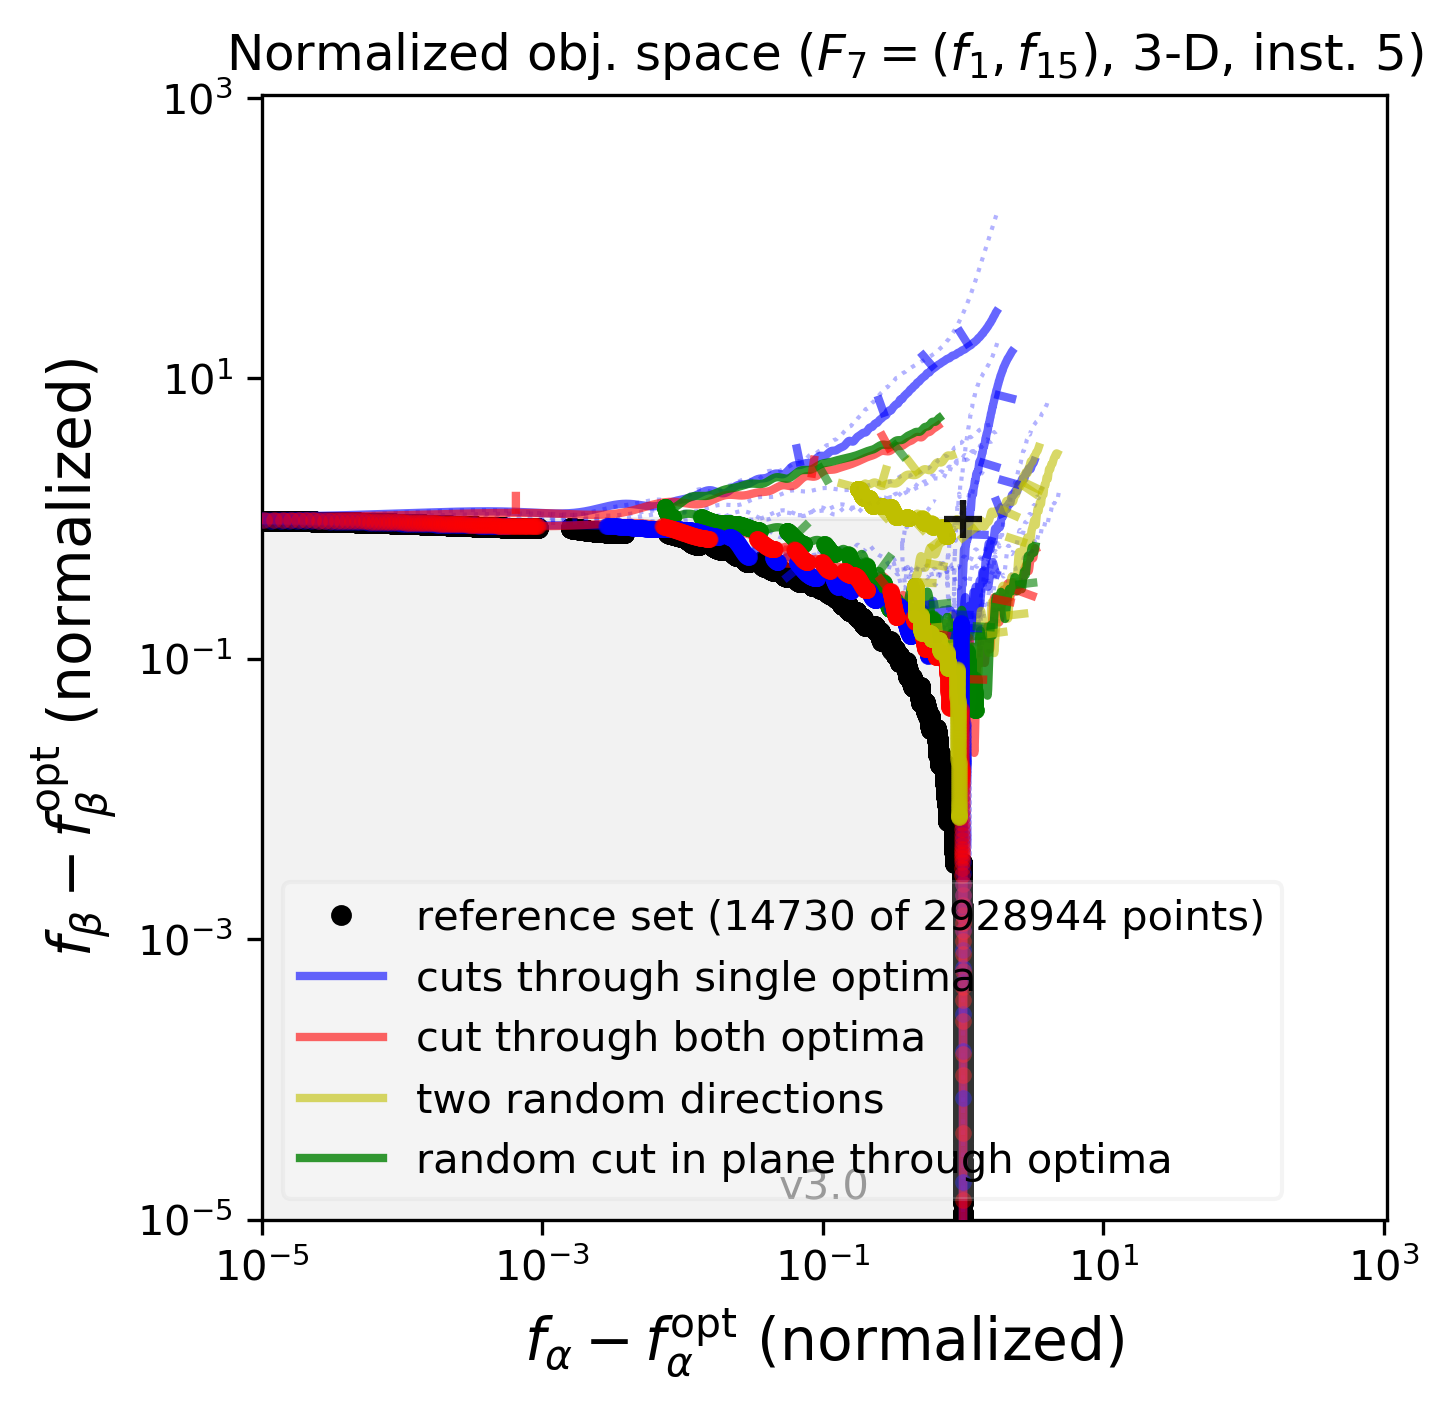 Normalized obj. space (F₇ = (f₁, f₁₅), 3-D, inst. 5)
10³
10¹
10⁻¹
10⁻³
10⁻⁵
f_β − f_β^opt (normalized)
reference set (14730 of 2928944 points)
cuts through single optima
cut through both optima
two random directions
random cut in plane through optima
v3.0
10⁻⁵
10⁻³
10⁻¹
10¹
10³
f_α − f_α^opt (normalized)